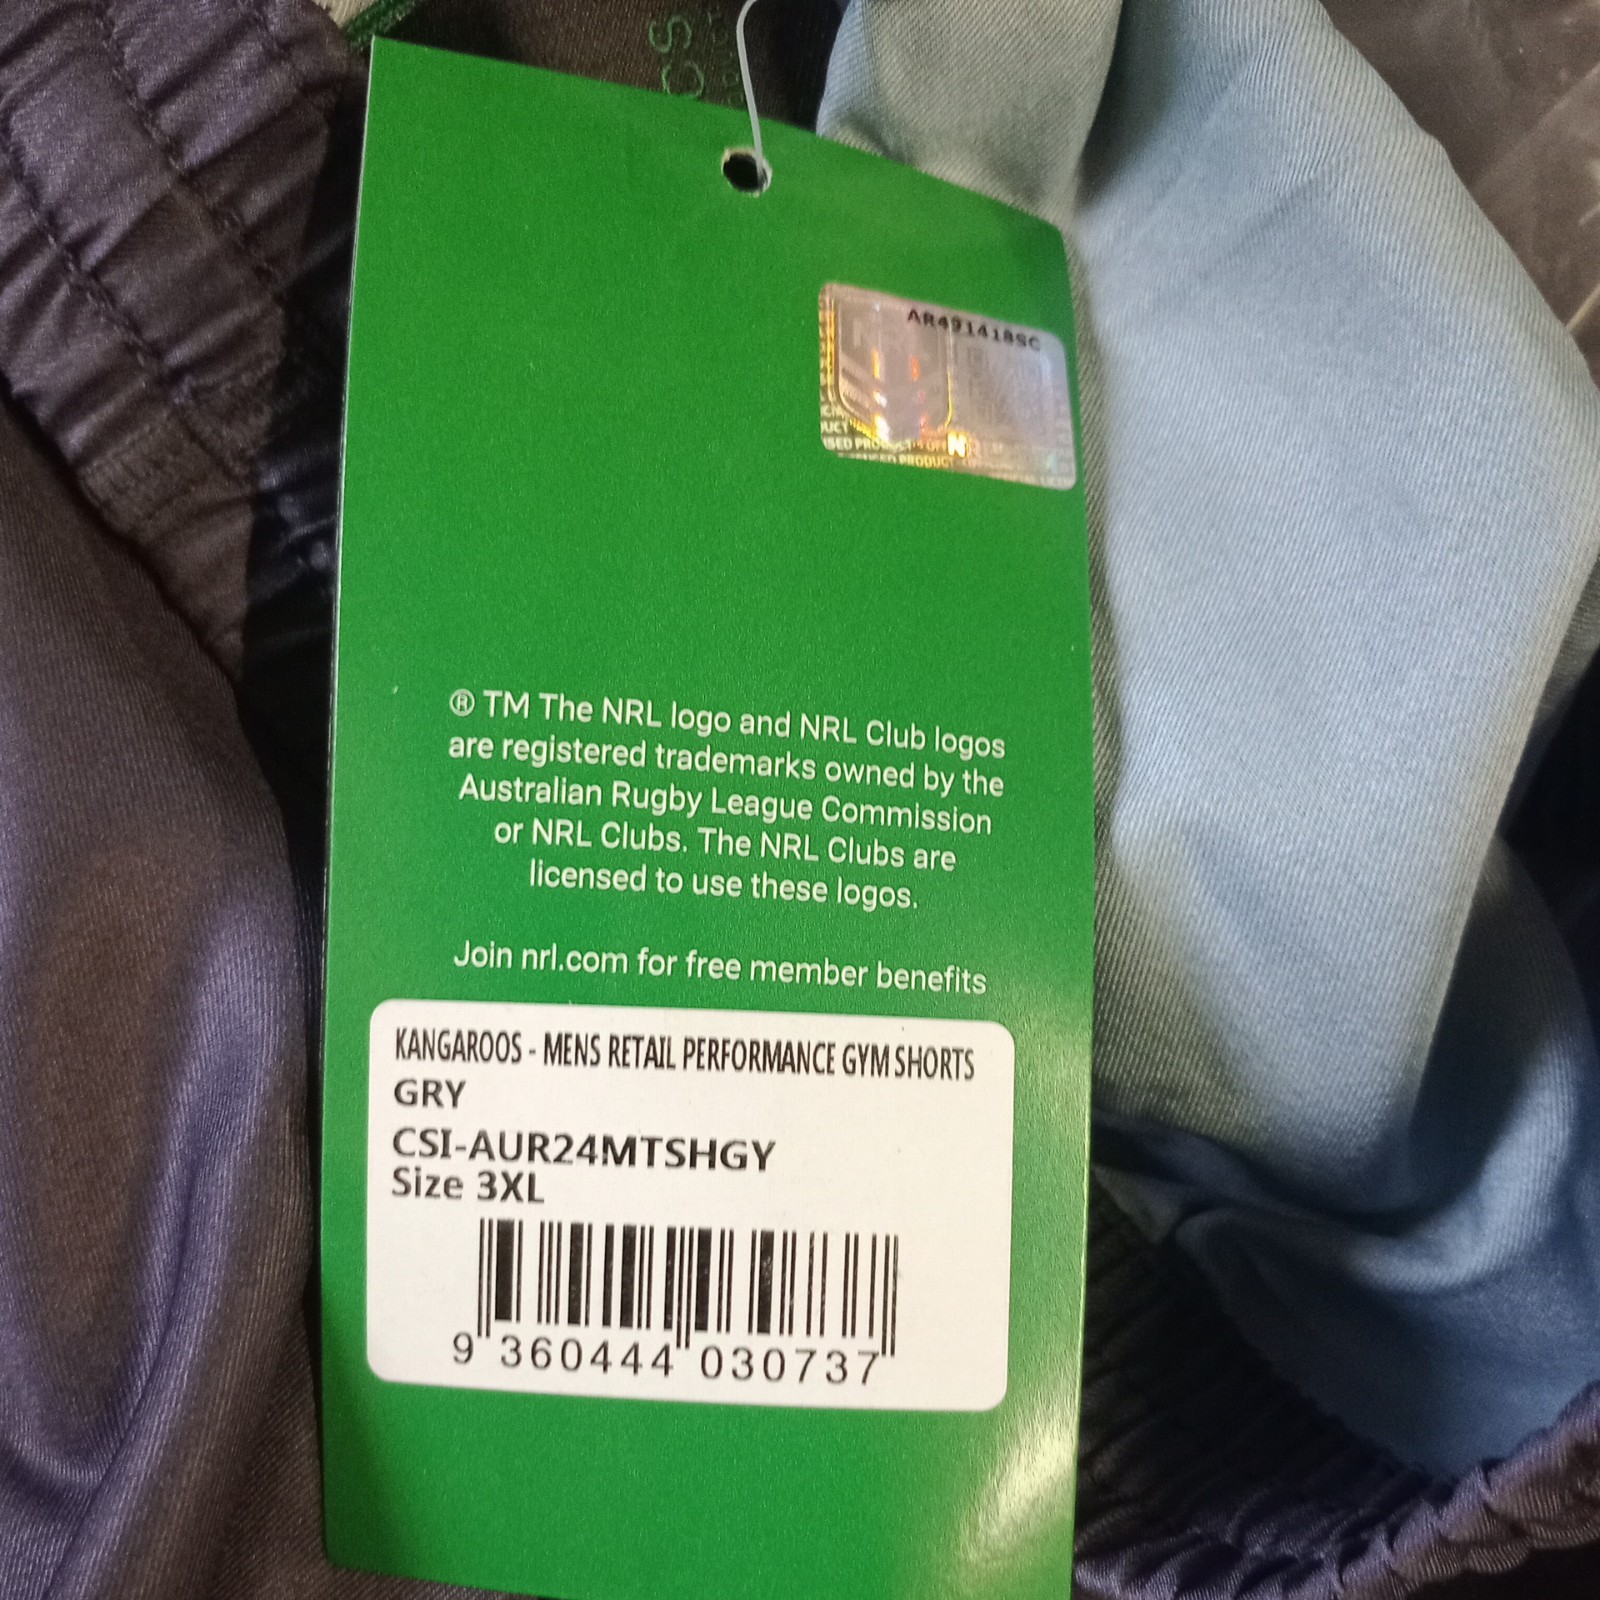 CS
AR491418SC
® TM The NRL logo and NRL Club logos
are registered trademarks owned by the
Australian Rugby League Commission
or NRL Clubs. The NRL Clubs are
licensed to use these logos.
Join nrl.com for free member benefits
KANGAROOS - MENS RETAIL PERFORMANCE GYM SHORTS
GRY
CSI-AUR24MTSHGY
Size 3XL
9 360444 030737